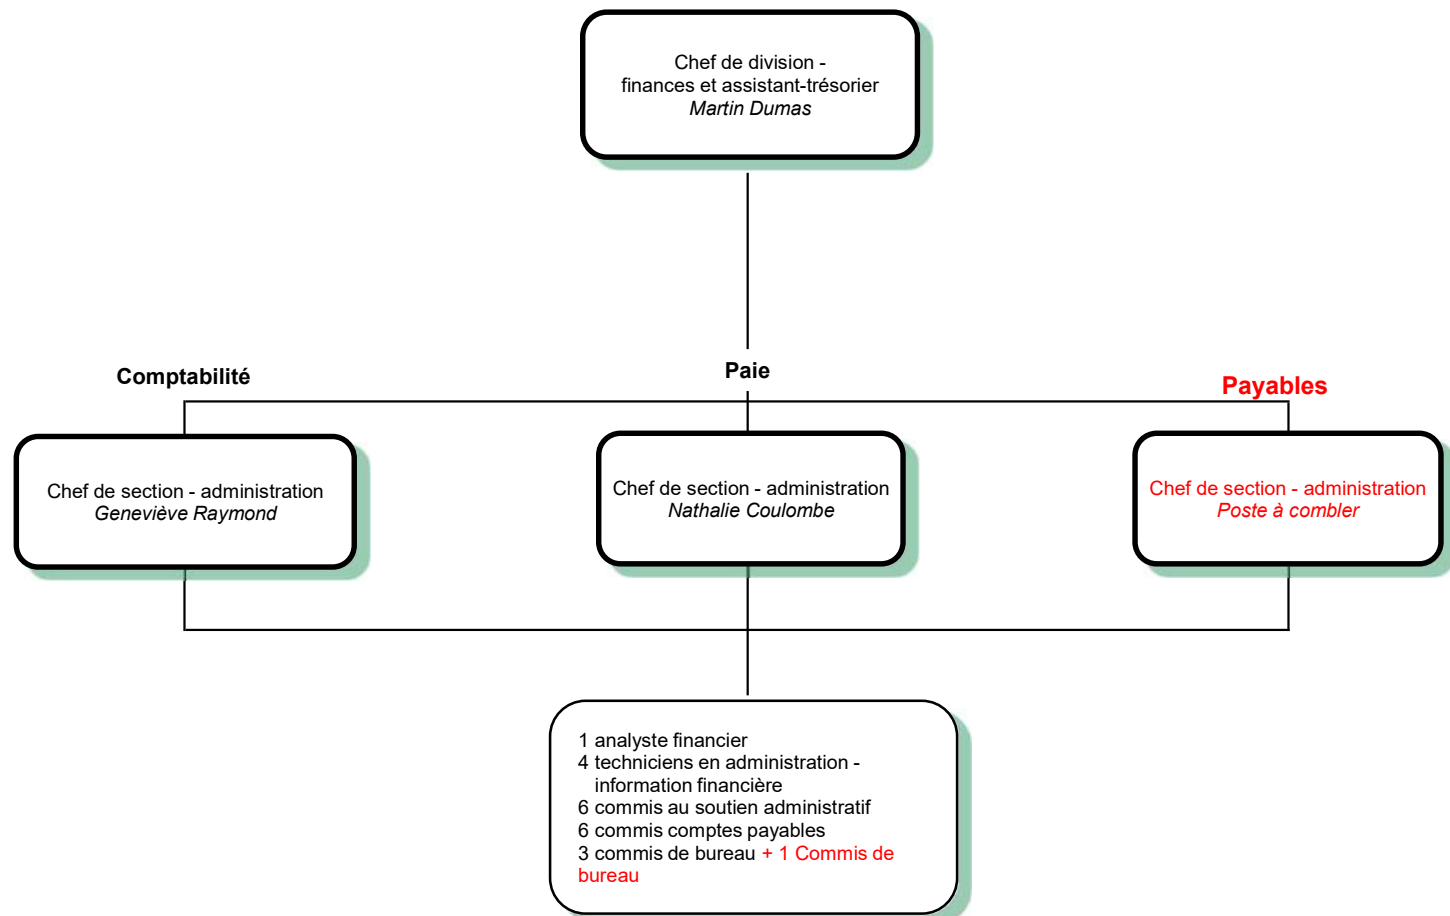 Chef de division -
finances et assistant-trésorier
Martin Dumas
Comptabilité
Paie
Payables
Chef de section - administration
Geneviève Raymond
Chef de section - administration
Nathalie Coulombe
Chef de section - administration
Poste à combler
1 analyste financier
4 techniciens en administration -
information financière
6 commis au soutien administratif
6 commis comptes payables
3 commis de bureau + 1 Commis de
bureau